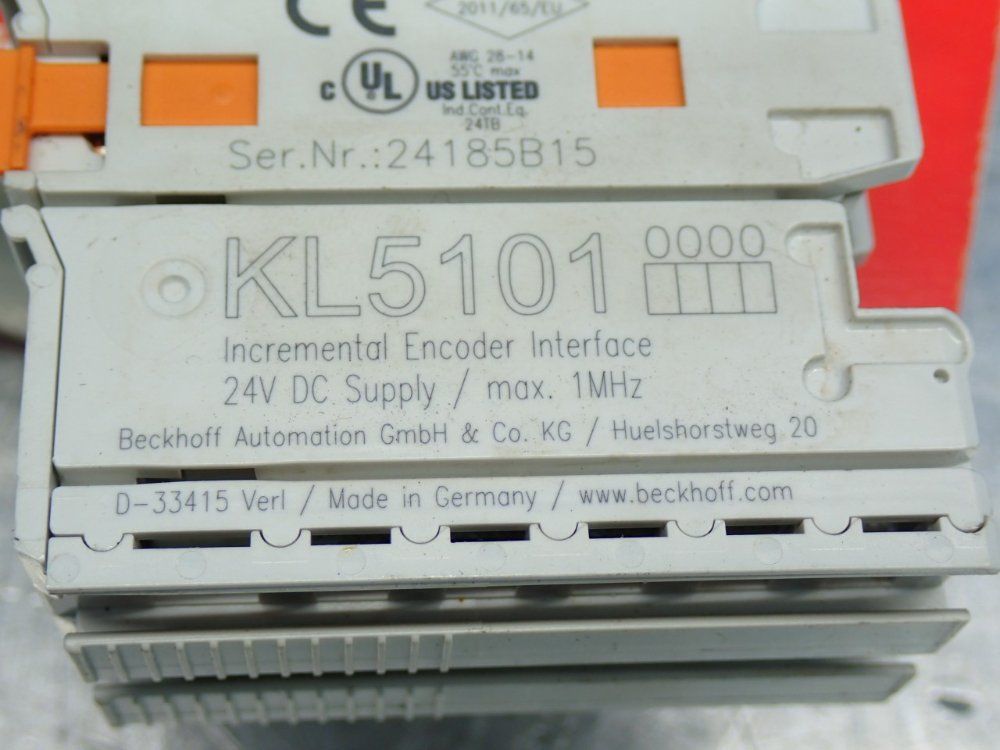 CE
2011/65/EU
AWG 28-14
55°C max
c UL US LISTED
Ind.Cont.Eq.
24TB
Ser.Nr.:24185B15
KL5101 0000
Incremental Encoder Interface
24V DC Supply / max. 1MHz
Beckhoff Automation GmbH & Co. KG / Huelshorstweg 20
D-33415 Verl / Made in Germany / www.beckhoff.com